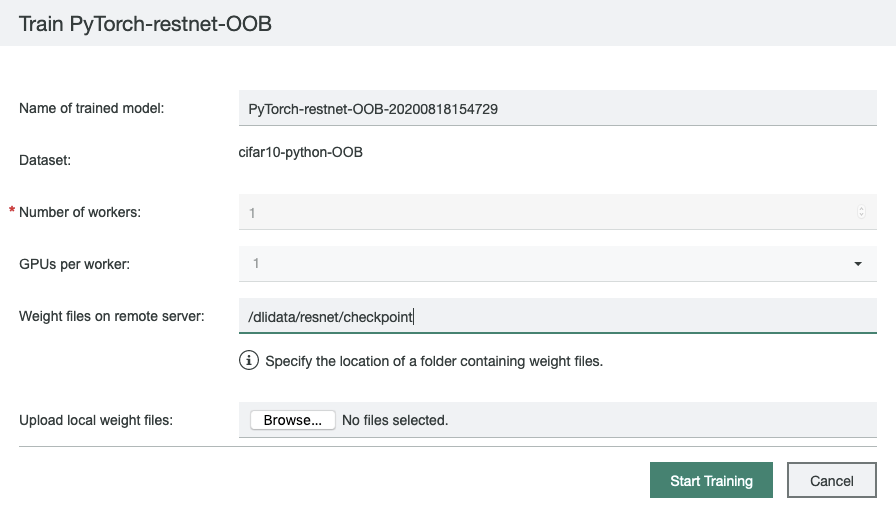 Train PyTorch-restnet-OOB
Name of trained model: PyTorch-restnet-OOB-20200818154729
Dataset: cifar10-python-OOB
* Number of workers: 1
GPUs per worker: 1
Weight files on remote server: /dlidata/resnet/checkpoint
Specify the location of a folder containing weight files.
Upload local weight files: Browse... No files selected.
Start Training Cancel